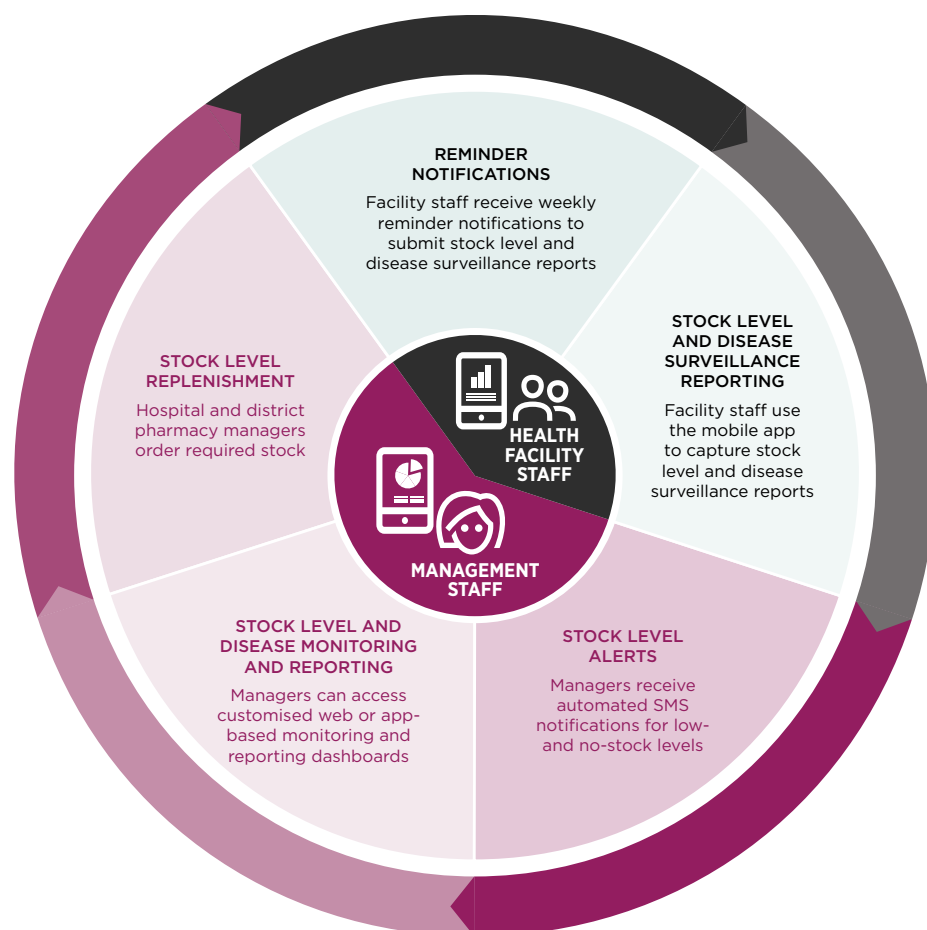 REMINDER
NOTIFICATIONS
Facility staff receive weekly
reminder notifications to
submit stock level and
disease surveillance reports
STOCK LEVEL
AND DISEASE
SURVEILLANCE
REPORTING
Facility staff use
the mobile app
to capture stock
level and disease
surveillance reports
STOCK LEVEL
ALERTS
Managers receive
automated SMS
notifications for low-
and no-stock levels
STOCK LEVEL AND
DISEASE MONITORING
AND REPORTING
Managers can access
customised web or app-
based monitoring and
reporting dashboards
STOCK LEVEL
REPLENISHMENT
Hospital and district
pharmacy managers
order required stock
HEALTH
FACILITY
STAFF
MANAGEMENT
STAFF